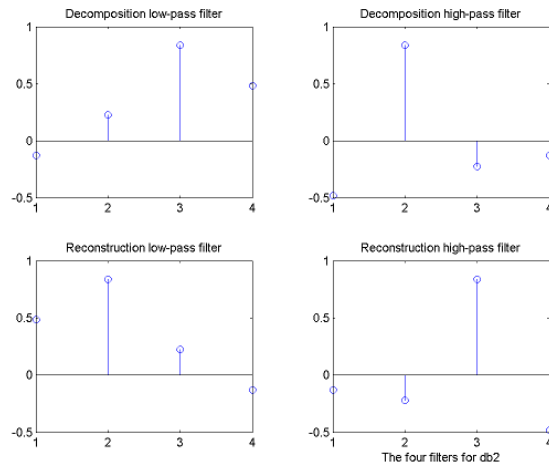 Decomposition low-pass filter
1
0.5
0
-0.5
1 2 3 4
Decomposition high-pass filter
1
0.5
0
-0.5
1 2 3 4
Reconstruction low-pass filter
1
0.5
0
-0.5
1 2 3 4
Reconstruction high-pass filter
1
0.5
0
-0.5
1 2 3 4
The four filters for db2